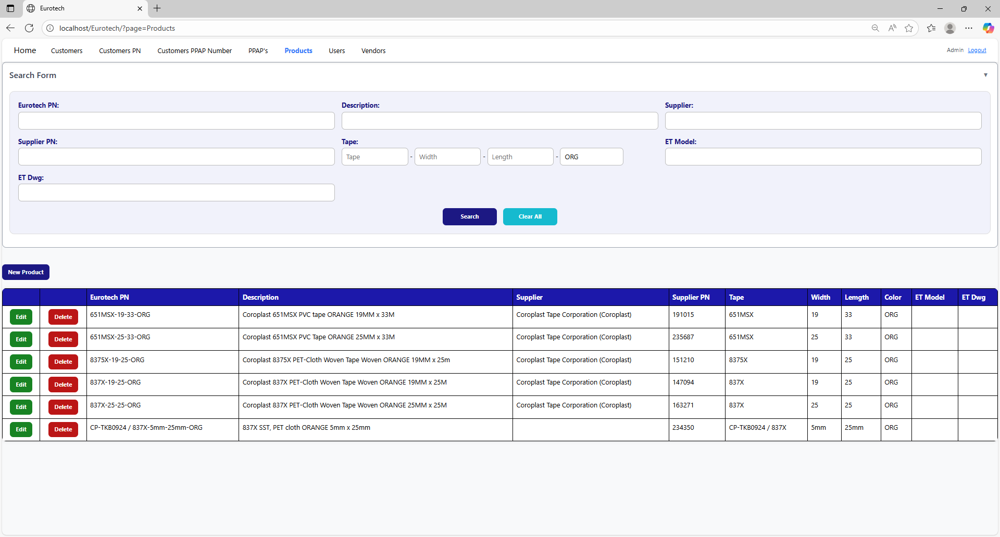 Eurotech
localhost/Eurotech/?page=Products
Home Customers Customers PN Customers PPAP Number PPAP's Products Users Vendors Admin Logout
Search Form
Eurotech PN: Description: Supplier:
Supplier PN: Tape: ET Model:
Tape - Width - Length - ORG
ET Dwg:
Search Clear All
New Product
Eurotech PN Description Supplier Supplier PN Tape Width Lemgth Color ET Model ET Dwg
Edit Delete 651MSX-19-33-ORG Coroplast 651MSX PVC tape ORANGE 19MM x 33M Coroplast Tape Corporation (Coroplast) 191015 651MSX 19 33 ORG
Edit Delete 651MSX-25-33-ORG Coroplast 651MSX PVC Tape ORANGE 25MM x 33M Coroplast Tape Corporation (Coroplast) 235687 651MSX 25 33 ORG
Edit Delete 8375X-19-25-ORG Coroplast 8375X PET-Cloth Woven Tape Woven ORANGE 19MM x 25m Coroplast Tape Corporation (Coroplast) 151210 8375X 19 25 ORG
Edit Delete 837X-19-25-ORG Coroplast 837X PET-Cloth Woven Tape Woven ORANGE 19MM x 25M Coroplast Tape Corporation (Coroplast) 147094 837X 19 25 ORG
Edit Delete 837X-25-25-ORG Coroplast 837X PET-Cloth Woven Tape Woven ORANGE 25MM x 25M Coroplast Tape Corporation (Coroplast) 163271 837X 25 25 ORG
Edit Delete CP-TKB0924 / 837X-5mm-25mm-ORG 837X SST, PET cloth ORANGE 5mm x 25mm 234350 CP-TKB0924 / 837X 5mm 25mm ORG